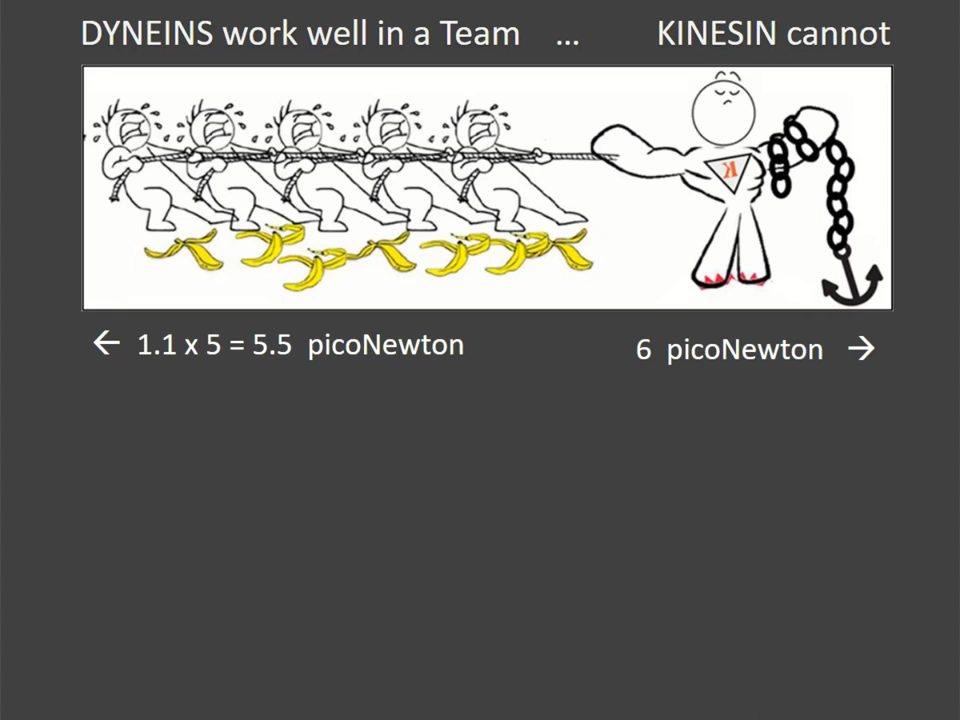 DYNEINS work well in a Team ... KINESIN cannot
K
← 1.1 x 5 = 5.5 picoNewton
6 picoNewton →